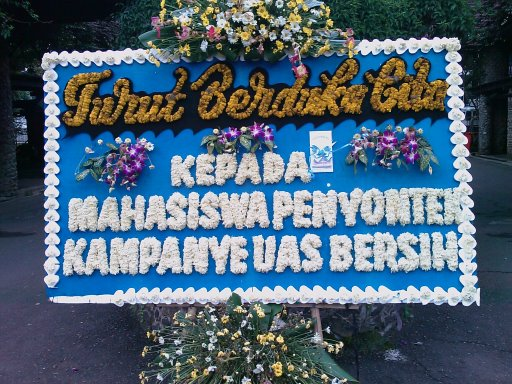 Turut Berduka Cita
KEPADA
MAHASISWA PENYONTEK
KAMPANYE UAS BERSIH